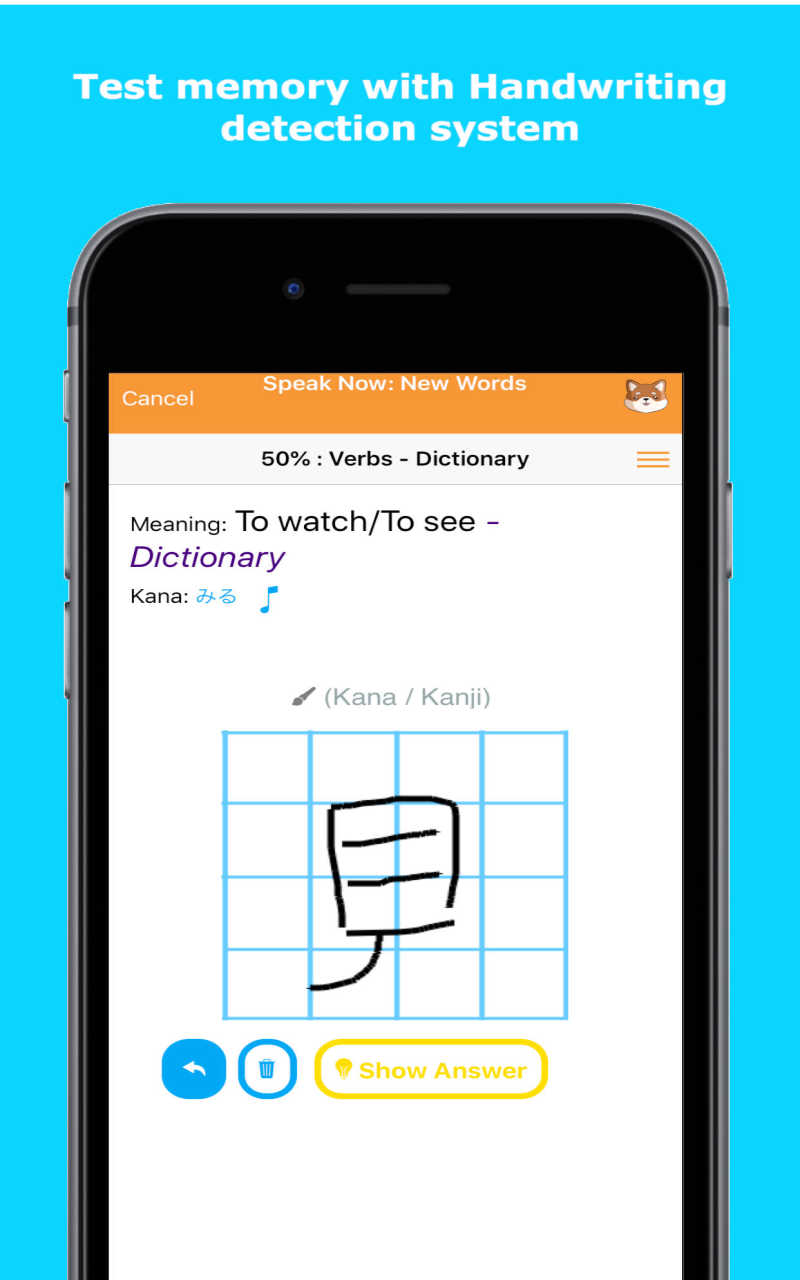 Test memory with Handwriting
detection system
Speak Now: New Words
Cancel
50% : Verbs - Dictionary
Meaning: To watch/To see -
Dictionary
Kana: みる
(Kana / Kanji)
Show Answer